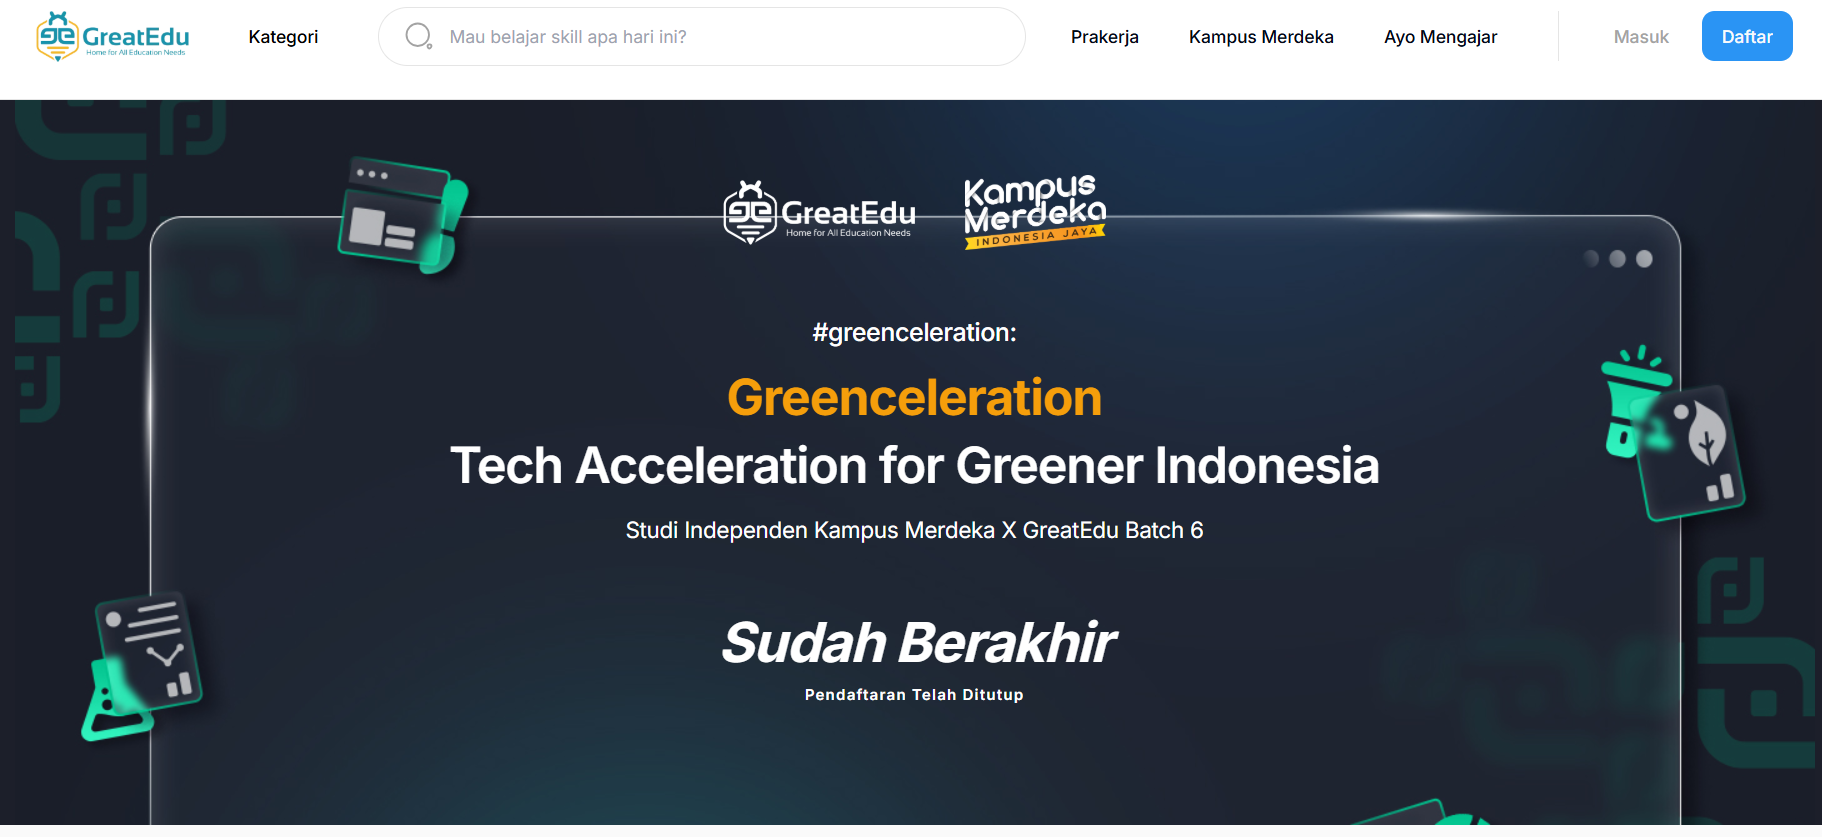 GreatEdu
Home for All Education Needs
Kategori
Mau belajar skill apa hari ini?
Prakerja
Kampus Merdeka
Ayo Mengajar
Masuk
Daftar
GreatEdu
Home for All Education Needs
Kampus
Merdeka
INDONESIA JAYA
#greenceleration:
Greenceleration
Tech Acceleration for Greener Indonesia
Studi Independen Kampus Merdeka X GreatEdu Batch 6
Sudah Berakhir
Pendaftaran Telah Ditutup